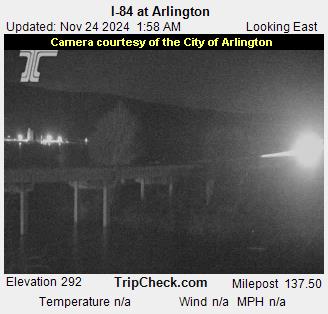 I-84 at Arlington
Updated: Nov 24 2024 1:58 AM Looking East
Camera courtesy of the City of Arlington
Elevation 292 TripCheck.com Milepost 137.50
Temperature n/a Wind n/a MPH n/a